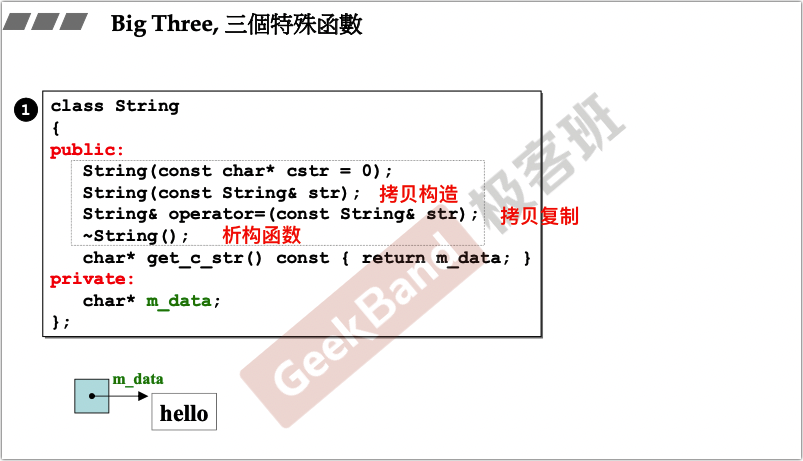 Big Three, 三個特殊函數
1
class String
{
public:
String(const char* cstr = 0);
String(const String& str); 拷贝构造
String& operator=(const String& str); 拷贝复制
~String(); 析构函数
char* get_c_str() const { return m_data; }
private:
char* m_data;
};
m_data
hello
GeekBand 极客班